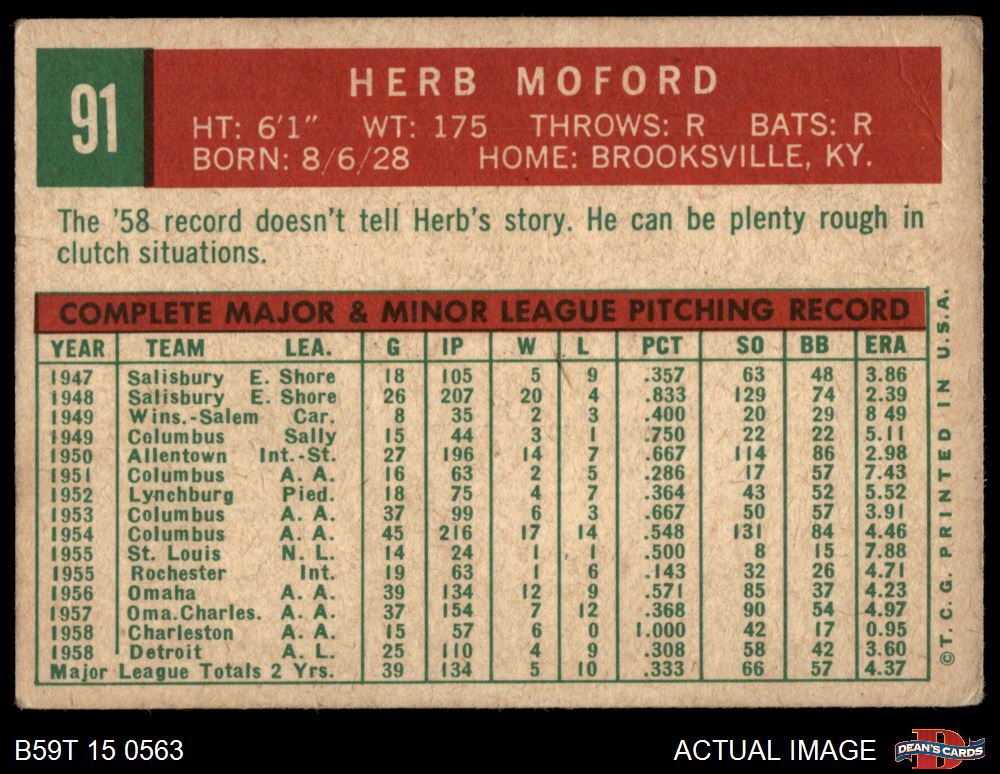 91
HERB MOFORD
HT: 6'1" WT: 175 THROWS: R BATS: R
BORN: 8/6/28 HOME: BROOKSVILLE, KY.
The '58 record doesn't tell Herb's story. He can be plenty rough in
clutch situations.
COMPLETE MAJOR & MINOR LEAGUE PITCHING RECORD
YEAR TEAM LEA. G IP W L PCT SO BB ERA
1947 Salisbury E. Shore 18 105 5 9 .357 63 48 3.86
1948 Salisbury E. Shore 26 207 20 4 .833 129 74 2.39
1949 Wins.-Salem Car. 8 35 2 3 .400 20 29 8 49
1949 Columbus Sally 15 44 3 1 .750 22 22 5.11
1950 Allentown Int.-St. 27 196 14 7 .667 114 86 2.98
1951 Columbus A. A. 16 63 2 5 .286 17 57 7.43
1952 Lynchburg Pied. 18 75 4 7 .364 43 52 5.52
1953 Columbus A. A. 37 99 6 3 .667 50 57 3.91
1954 Columbus A. A. 45 216 17 14 .548 131 84 4.46
1955 St. Louis N. L. 14 24 1 1 .500 8 15 7.88
1955 Rochester Int. 19 63 1 6 .143 32 26 4.71
1956 Omaha A. A. 39 134 12 9 .571 85 37 4.23
1957 Oma.Charles. A. A. 37 154 7 12 .368 90 54 4.97
1958 Charleston A. A. 15 57 6 0 1.000 42 17 0.95
1958 Detroit A. L. 25 110 4 9 .308 58 42 3.60
Major League Totals 2 Yrs. 39 134 5 10 .333 66 57 4.37
©T. C. G. PRINTED IN U.S.A.
B59T 15 0563
ACTUAL IMAGE
D
DEAN'S CARDS